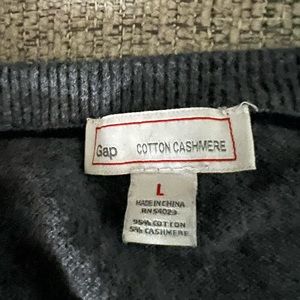 Gap COTTON CASHMERE
L
MADE IN CHINA
RN 54023
95% COTTON
5% CASHMERE